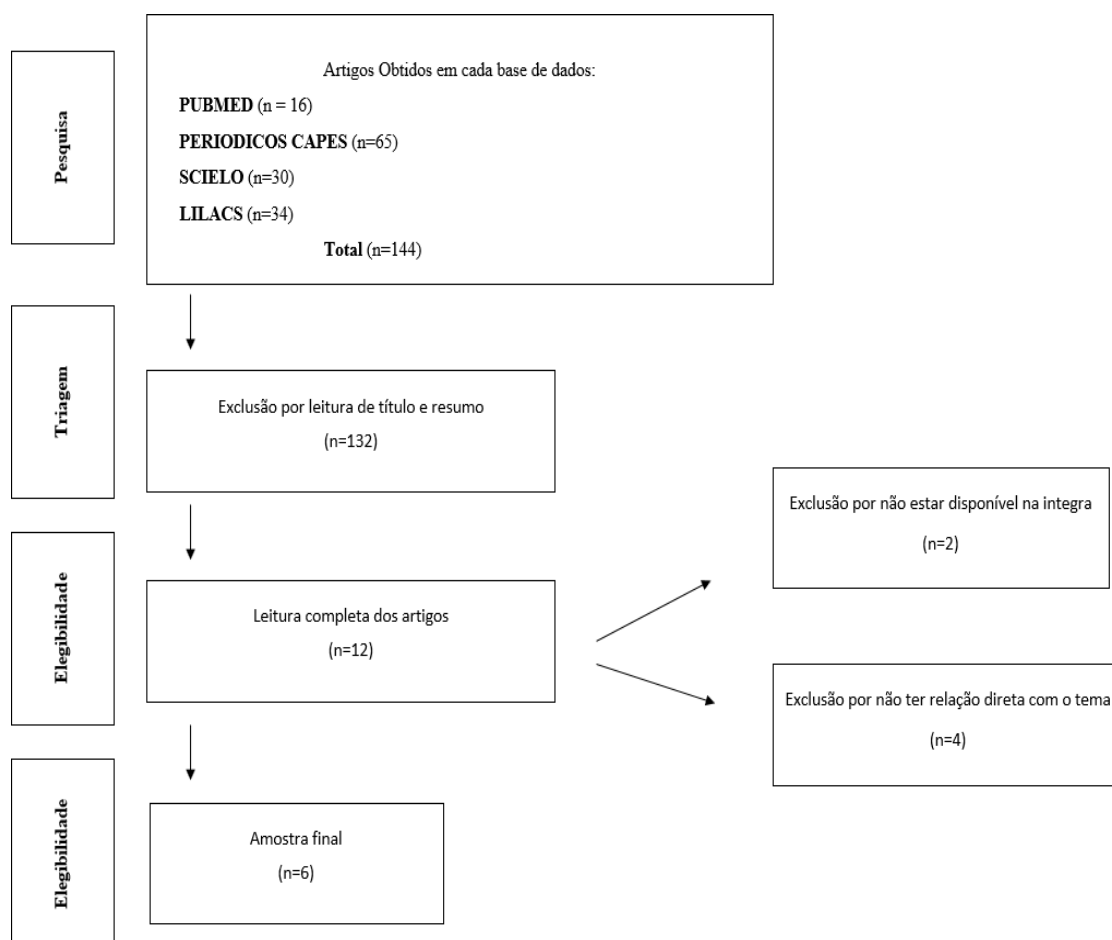 Pesquisa
Artigos Obtidos em cada base de dados:
PUBMED (n = 16)
PERIODICOS CAPES (n=65)
SCIELO (n=30)
LILACS (n=34)
Total (n=144)
Triagem
Exclusão por leitura de título e resumo
(n=132)
Elegibilidade
Leitura completa dos artigos
(n=12)
Exclusão por não estar disponível na integra
(n=2)
Exclusão por não ter relação direta com o tema
(n=4)
Elegibilidade
Amostra final
(n=6)